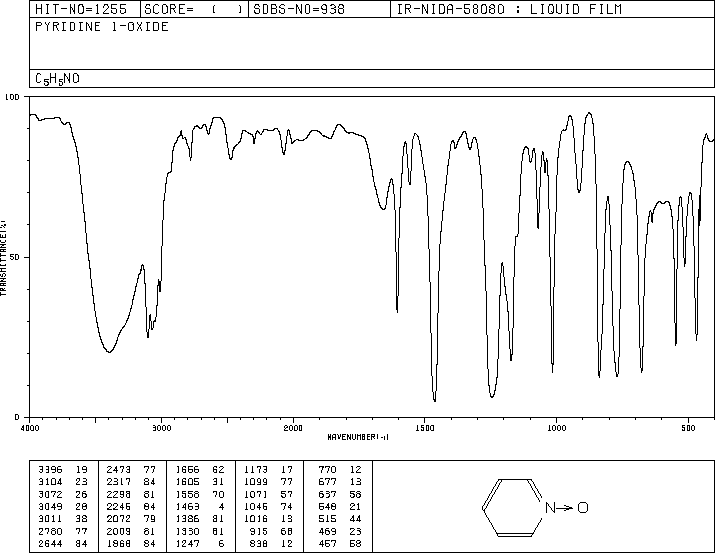 HIT-NO=1255 SCORE= ( ) SDBS-NO=938 IR-NIDA-58080 : LIQUID FILM
PYRIDINE 1-OXIDE
C5H5NO
100
TRANSMITTANCE(%)
50
0
4000 3000 2000 1500 1000 500
WAVENUMBER(-1)
3396 19 2473 77 1656 62 1173 17 770 12
3104 23 2317 84 1605 31 1099 77 677 13
3072 26 2298 81 1558 70 1071 57 637 58
3049 28 2246 84 1463 4 1046 74 548 21
3011 38 2072 79 1386 81 1016 13 515 44
2780 77 2009 81 1330 81 915 68 469 23
2644 84 1868 84 1247 6 838 12 457 58
N→O